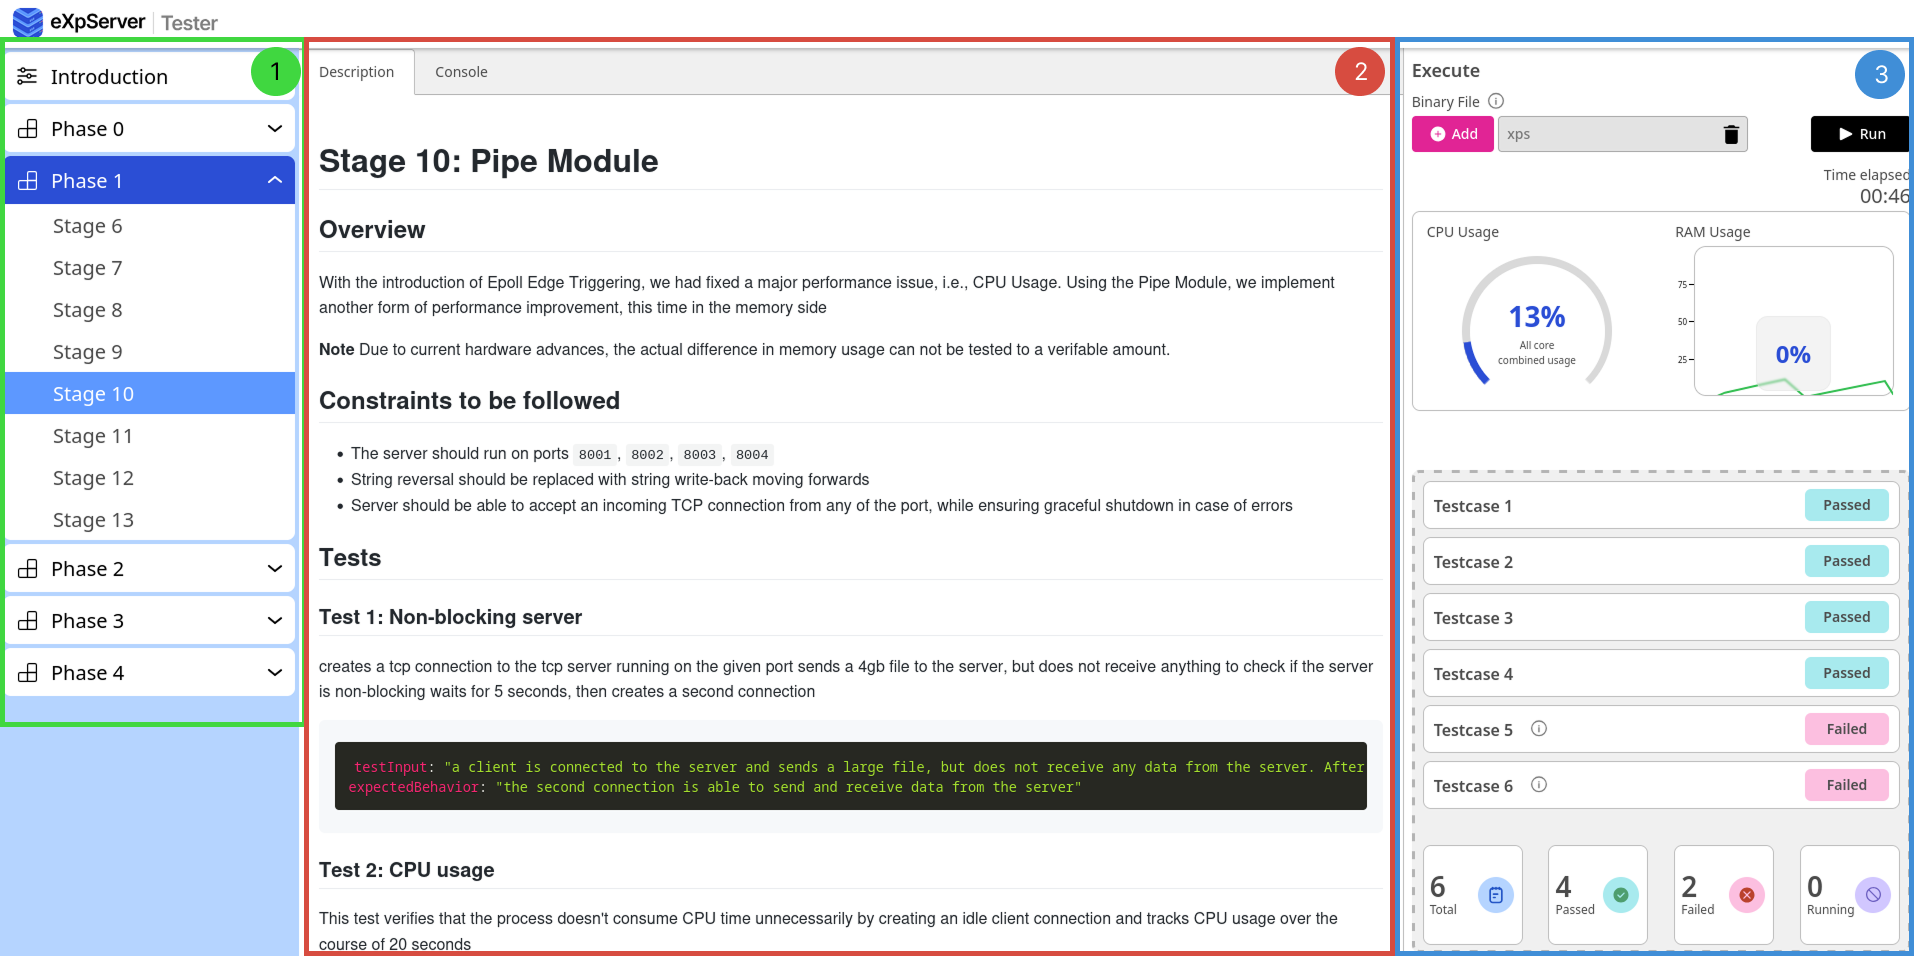 eXpServer | Tester
1
Introduction
Phase 0
Phase 1
Stage 6
Stage 7
Stage 8
Stage 9
Stage 10
Stage 11
Stage 12
Stage 13
Phase 2
Phase 3
Phase 4
Description
Console
2
Stage 10: Pipe Module
Overview
With the introduction of Epoll Edge Triggering, we had fixed a major performance issue, i.e., CPU Usage. Using the Pipe Module, we implement
another form of performance improvement, this time in the memory side
Note Due to current hardware advances, the actual difference in memory usage can not be tested to a verifable amount.
Constraints to be followed
• The server should run on ports 8001 , 8002 , 8003 , 8004
• String reversal should be replaced with string write-back moving forwards
• Server should be able to accept an incoming TCP connection from any of the port, while ensuring graceful shutdown in case of errors
Tests
Test 1: Non-blocking server
creates a tcp connection to the tcp server running on the given port sends a 4gb file to the server, but does not receive anything to check if the server
is non-blocking waits for 5 seconds, then creates a second connection
testInput: "a client is connected to the server and sends a large file, but does not receive any data from the server. After
expectedBehavior: "the second connection is able to send and receive data from the server"
Test 2: CPU usage
This test verifies that the process doesn't consume CPU time unnecessarily by creating an idle client connection and tracks CPU usage over the
course of 20 seconds
Execute
3
Binary File
Add
xps
Run
Time elapsed
00:46
CPU Usage
13%
All core
combined usage
RAM Usage
75
50
25
0%
Testcase 1 Passed
Testcase 2 Passed
Testcase 3 Passed
Testcase 4 Passed
Testcase 5 Failed
Testcase 6 Failed
6
Total
4
Passed
2
Failed
0
Running